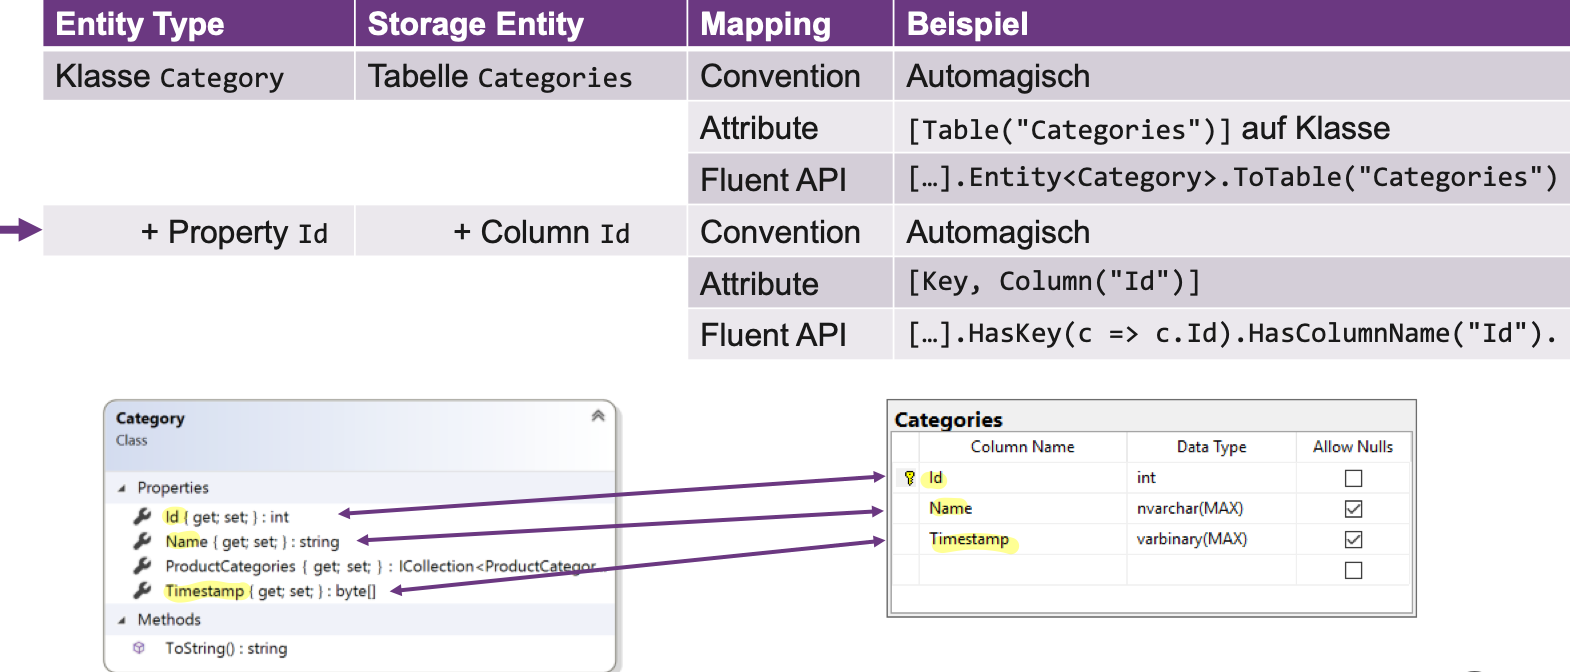 Entity Type Storage Entity Mapping Beispiel
Klasse Category Tabelle Categories Convention Automagisch
Attribute [Table("Categories")] auf Klasse
Fluent API […].Entity<Category>.ToTable("Categories")
+ Property Id + Column Id Convention Automagisch
Attribute [Key, Column("Id")]
Fluent API […].HasKey(c => c.Id).HasColumnName("Id").
Category
Class
Properties
Id { get; set; } : int
Name { get; set; } : string
ProductCategories { get; set; } : ICollection<ProductCategor...
Timestamp { get; set; } : byte[]
Methods
ToString() : string
Categories
Column Name Data Type Allow Nulls
Id int
Name nvarchar(MAX)
Timestamp varbinary(MAX)